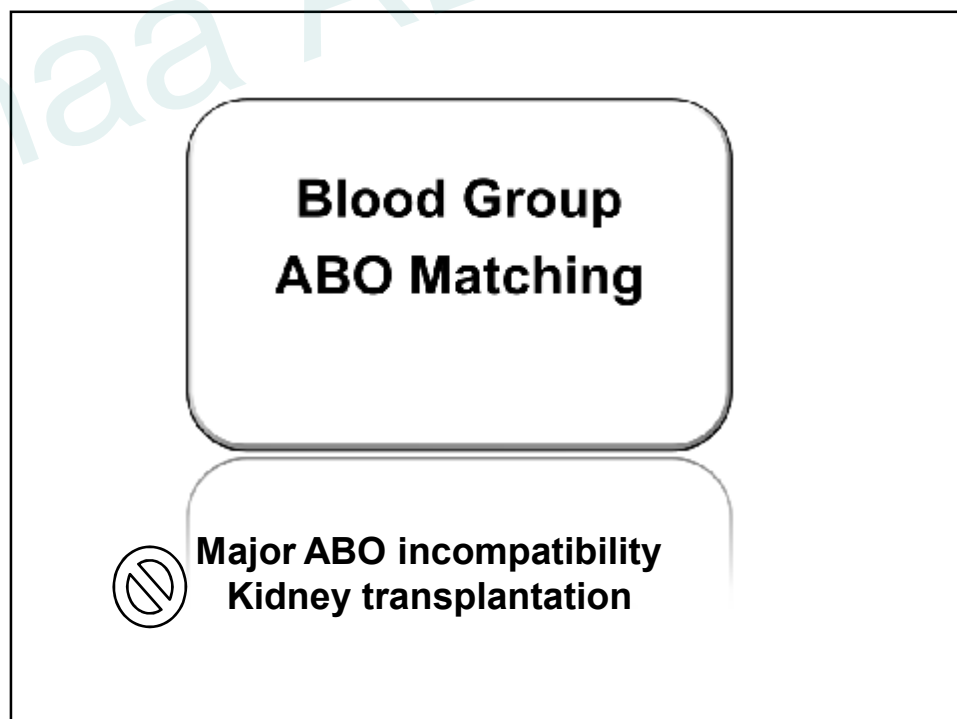 Blood Group
ABO Matching
Major ABO incompatibility
Kidney transplantation